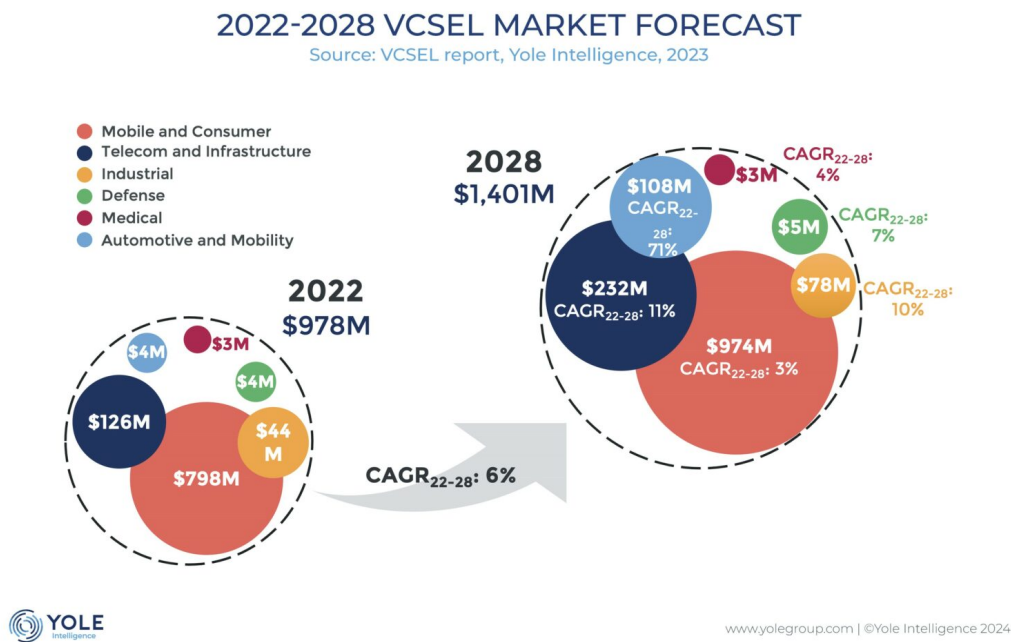 2022-2028 VCSEL MARKET FORECAST
Source: VCSEL report, Yole Intelligence, 2023
Mobile and Consumer
Telecom and Infrastructure
Industrial
Defense
Medical
Automotive and Mobility
2022
$978M
$4M
$3M
$4M
$126M
$44
M
$798M
CAGR22-28: 6%
2028
$1,401M
$108M
CAGR22-
28:
71%
$3M
CAGR22-28:
4%
$5M
CAGR22-28:
7%
$232M
CAGR22-28: 11%
$78M
CAGR22-28:
10%
$974M
CAGR22-28: 3%
YOLE
Intelligence
www.yolegroup.com | ©Yole Intelligence 2024